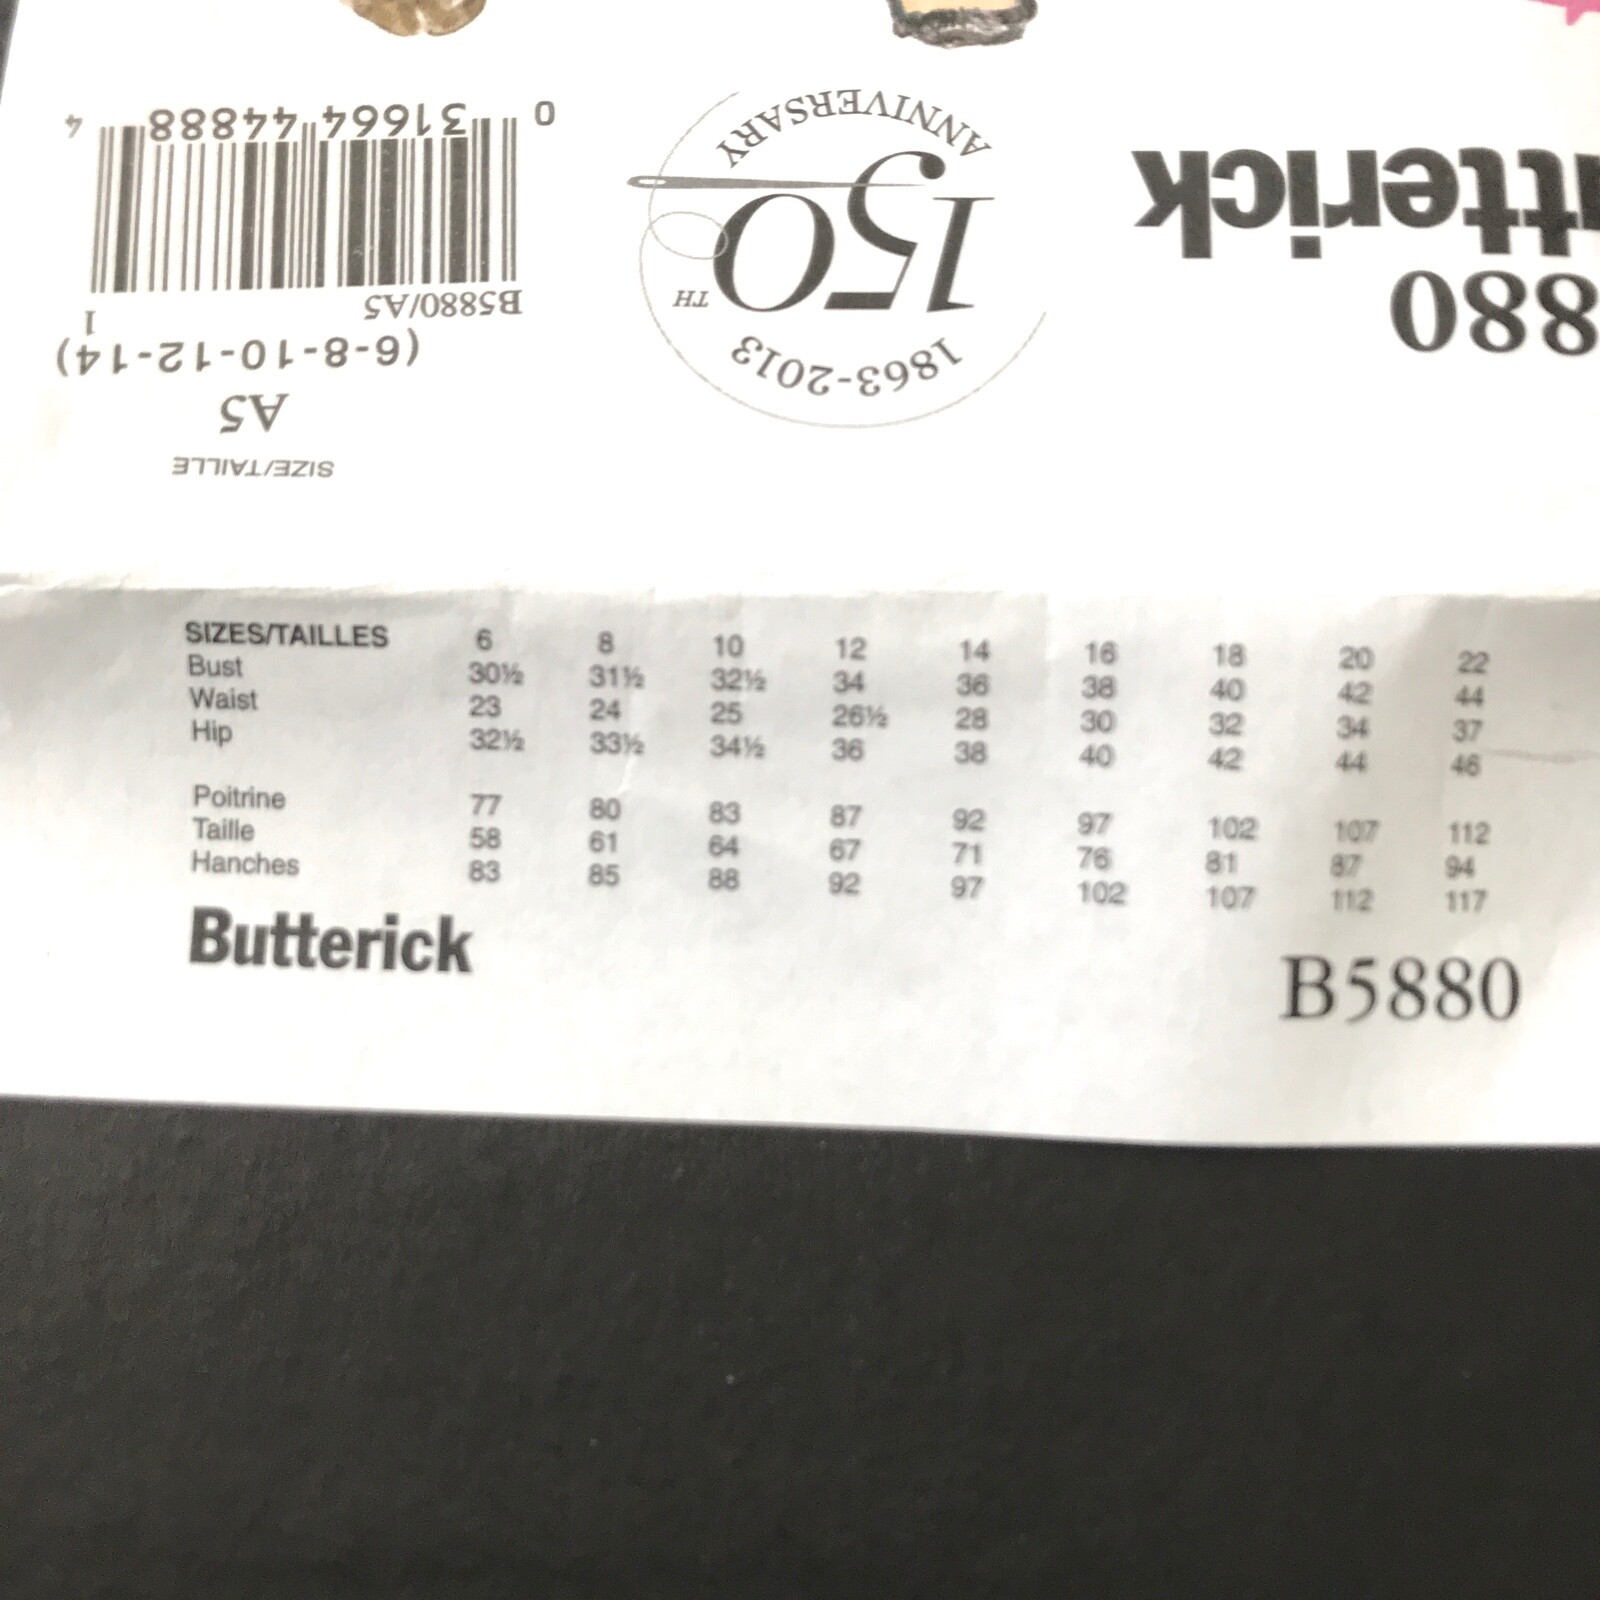 0 31664 44888 4
B5880/A5 1
(6-8-10-12-14)
A5
SIZE/TAILLE
ANNIVERSARY
150TH
1863-2013
tterick
880
SIZES/TAILLES 6 8 10 12 14 16 18 20 22
Bust 30½ 31½ 32½ 34 36 38 40 42 44
Waist 23 24 25 26½ 28 30 32 34 37
Hip 32½ 33½ 34½ 36 38 40 42 44 46
Poitrine 77 80 83 87 92 97 102 107 112
Taille 58 61 64 67 71 76 81 87 94
Hanches 83 85 88 92 97 102 107 112 117
Butterick
B5880